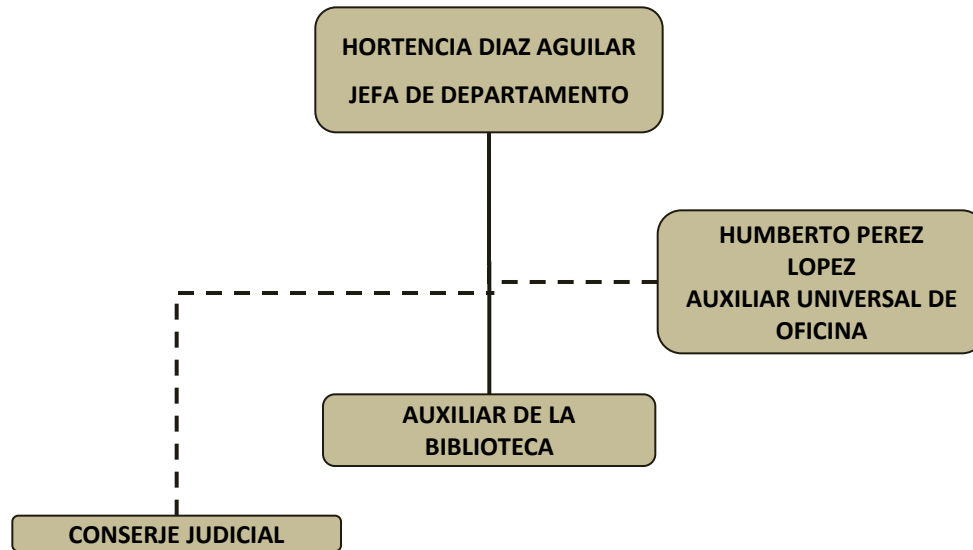 HORTENCIA DIAZ AGUILAR
JEFA DE DEPARTAMENTO
HUMBERTO PEREZ
LOPEZ
AUXILIAR UNIVERSAL DE
OFICINA
AUXILIAR DE LA
BIBLIOTECA
CONSERJE JUDICIAL